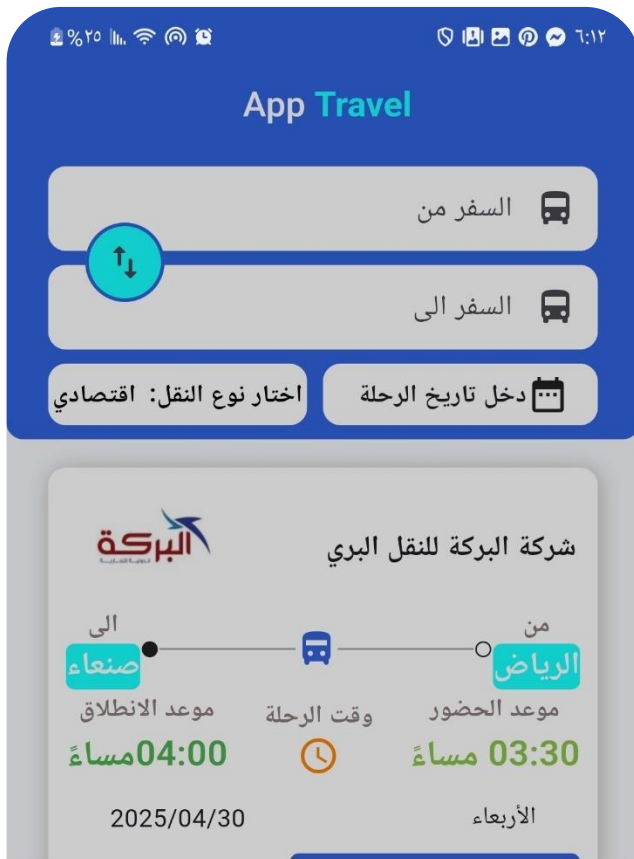 ٦:١٢ ٢٥%
App Travel
السفر من
السفر الى
دخل تاريخ الرحلة
اختار نوع النقل: اقتصادي
شركة البركة للنقل البري
البركة
من
الى
الرياض
صنعاء
موعد الحضور
وقت الرحلة
موعد الانطلاق
03:30 مساءً
04:00مساءً
الأربعاء
2025/04/30